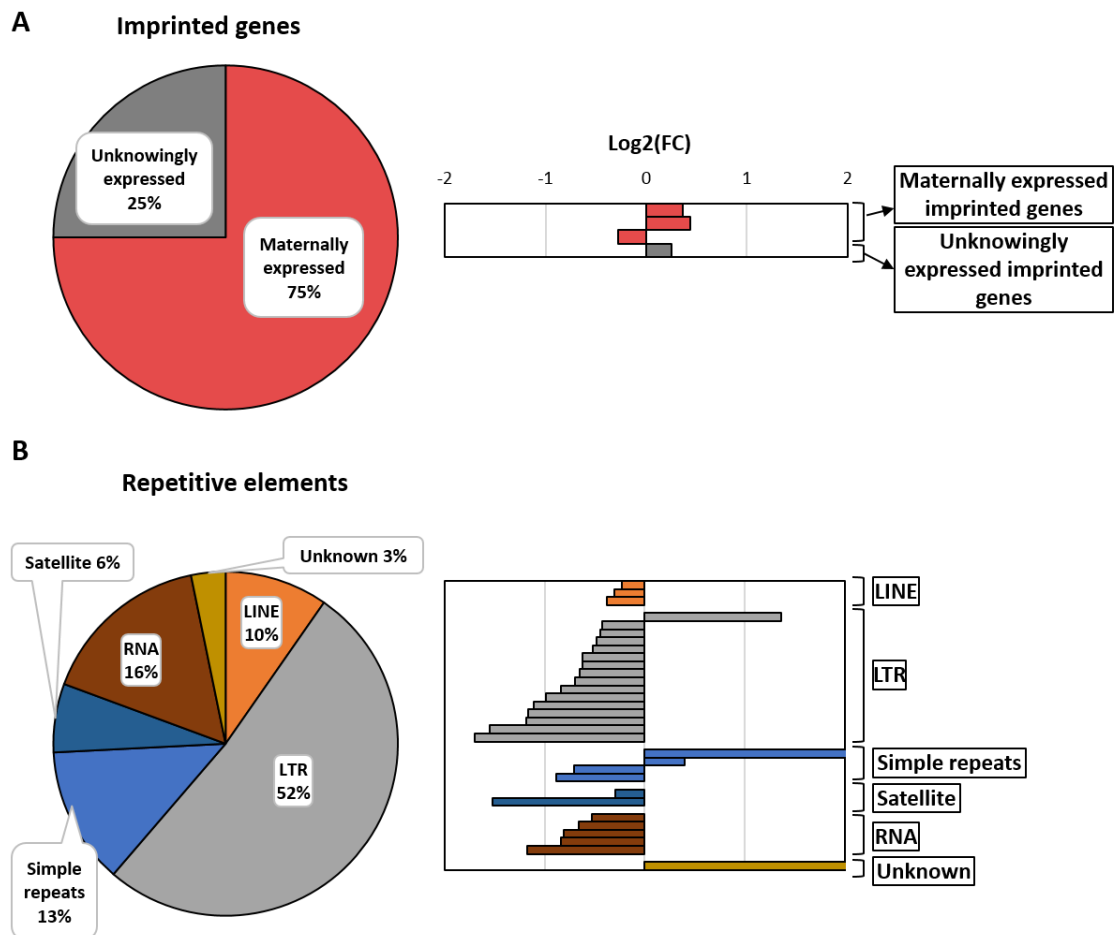 A
Imprinted genes
Unknowingly
expressed
25%
Maternally
expressed
75%
Log2(FC)
-2 -1 0 1 2
Maternally expressed
imprinted genes
Unknowingly
expressed imprinted
genes
B
Repetitive elements
Satellite 6%
Unknown 3%
LINE
10%
RNA
16%
LTR
52%
Simple
repeats
13%
LINE
LTR
Simple repeats
Satellite
RNA
Unknown